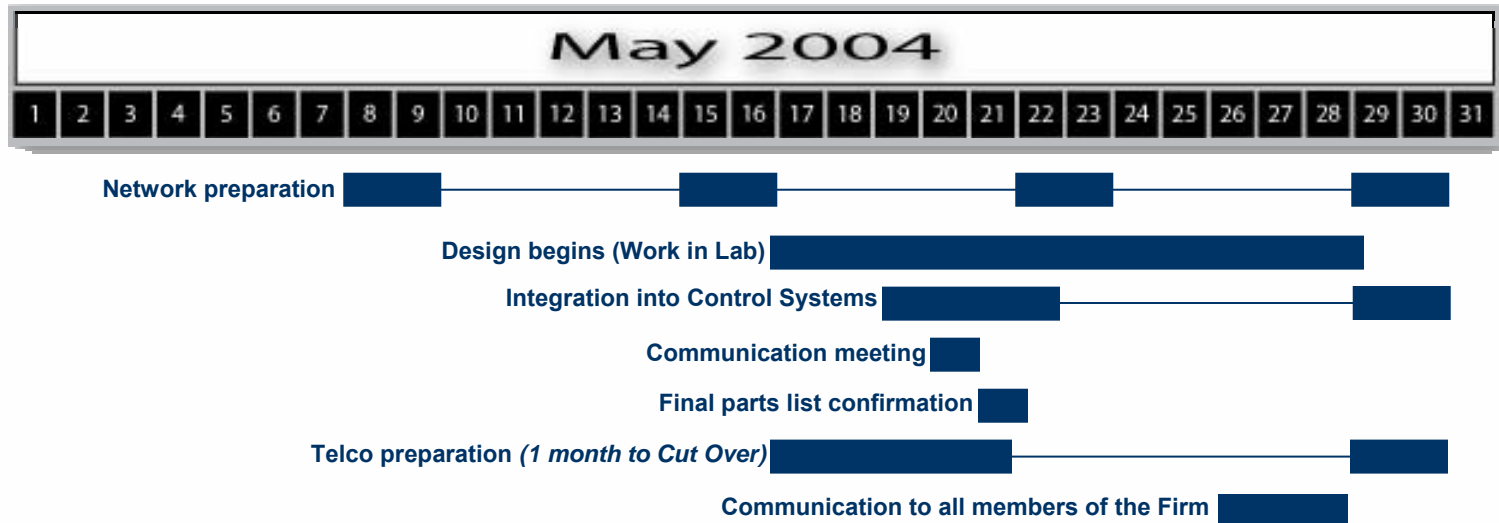 May 2004
1 2 3 4 5 6 7 8 9 10 11 12 13 14 15 16 17 18 19 20 21 22 23 24 25 26 27 28 29 30 31
Network preparation
Design begins (Work in Lab)
Integration into Control Systems
Communication meeting
Final parts list confirmation
Telco preparation (1 month to Cut Over)
Communication to all members of the Firm